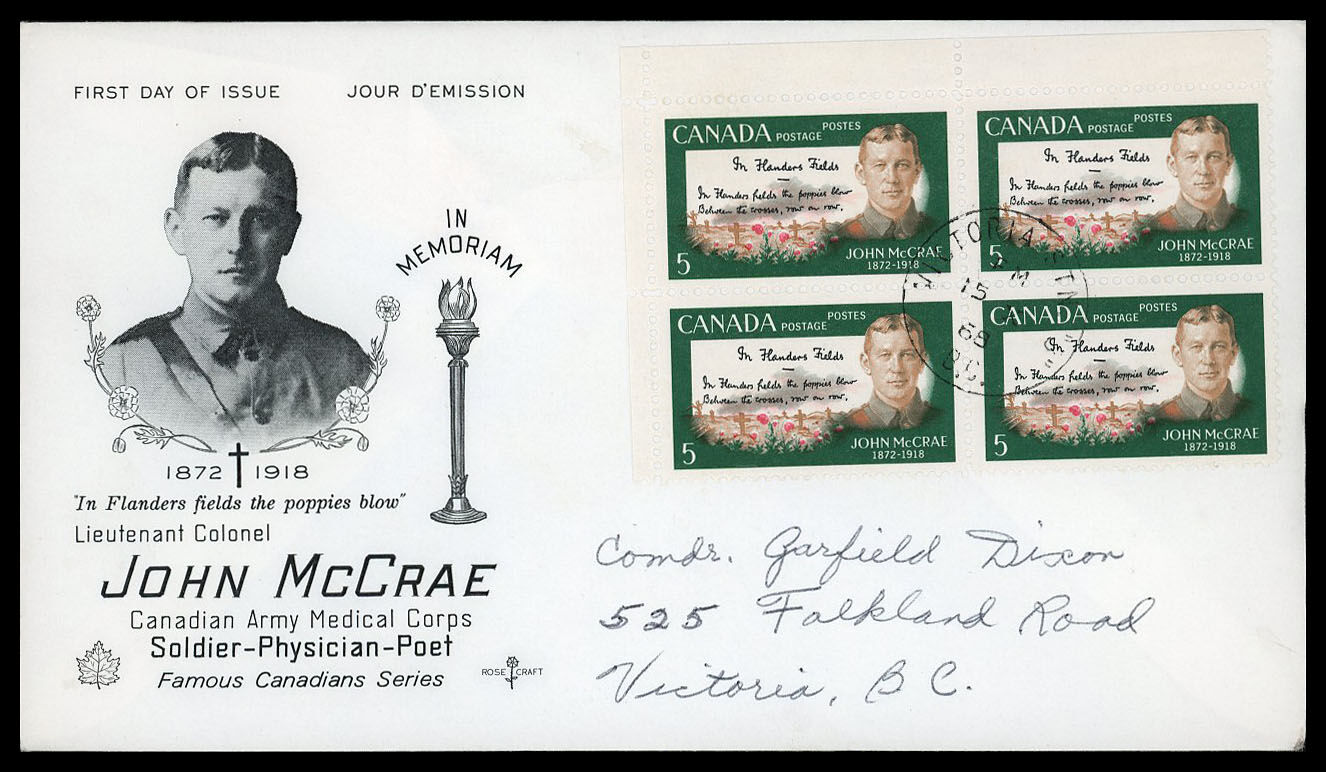 FIRST DAY OF ISSUE JOUR D'EMISSION
IN
MEMORIAM
1872 1918
"In Flanders fields the poppies blow"
Lieutenant Colonel
JOHN McCRAE
Canadian Army Medical Corps
Soldier-Physician-Poet
Famous Canadians Series
ROSE CRAFT
CANADA POSTES
POSTAGE
In Flanders Fields
In Flanders fields the poppies blow
Between the crosses, row on row,
5
JOHN McCRAE
1872-1918
CANADA POSTES
POSTAGE
In Flanders Fields
In Flanders fields the poppies blow
Between the crosses, row on row,
5
JOHN McCRAE
1872-1918
CANADA POSTES
POSTAGE
In Flanders Fields
In Flanders fields the poppies blow
Between the crosses, row on row,
5
JOHN McCRAE
1872-1918
CANADA POSTES
POSTAGE
In Flanders Fields
In Flanders fields the poppies blow
Between the crosses, row on row,
5
JOHN McCRAE
1872-1918
VICTORIA
15
68
B.C.
Comdr. Garfield Dixon
525 Falkland Road
Victoria, B C.